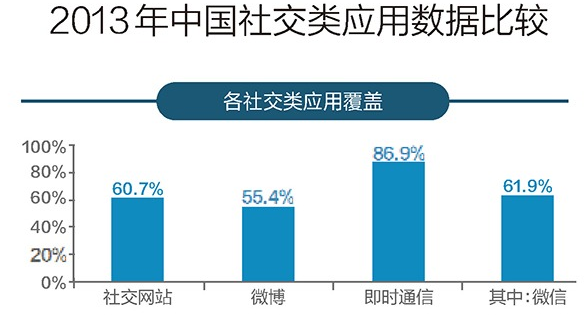 2013年中国社交类应用数据比较
各社交类应用覆盖
100%
80%
60%
40%
20%
0%
60.7%
55.4%
86.9%
61.9%
社交网站
微博
即时通信
其中：微信